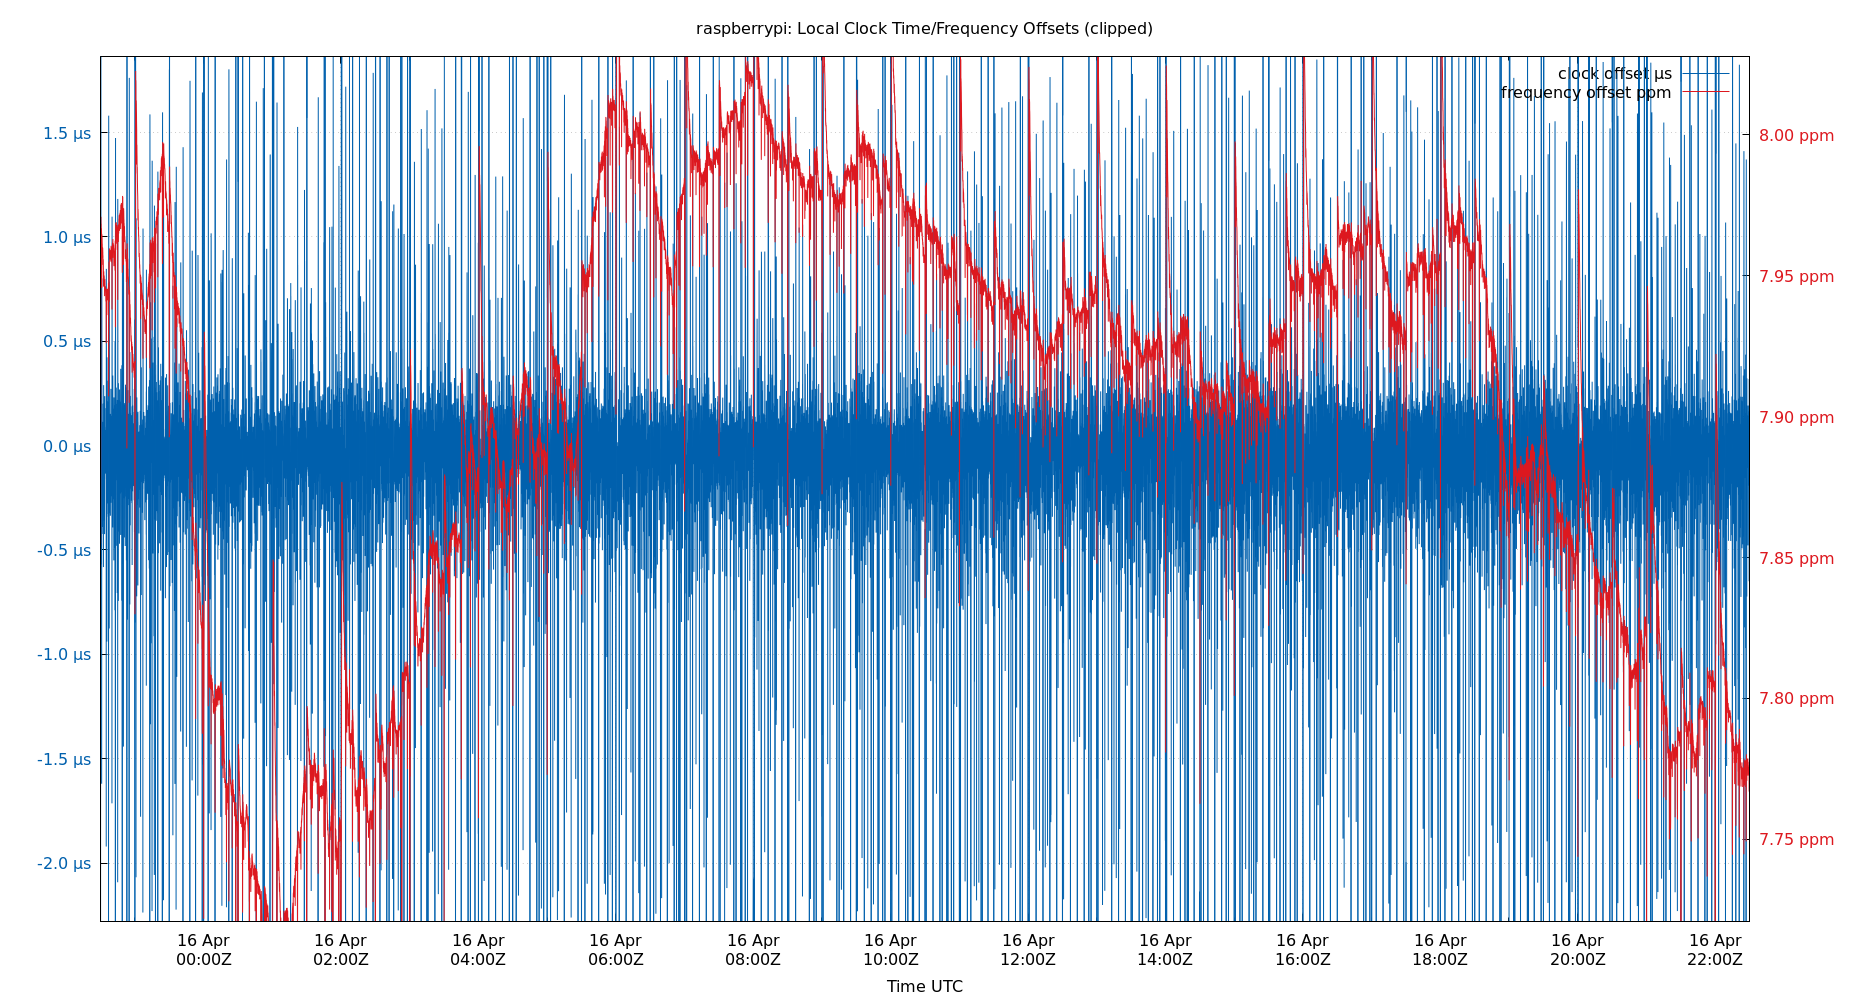 raspberrypi: Local Clock Time/Frequency Offsets (clipped)
clock offset µs
frequency offset ppm
1.5 µs
1.0 µs
0.5 µs
0.0 µs
-0.5 µs
-1.0 µs
-1.5 µs
-2.0 µs
8.00 ppm
7.95 ppm
7.90 ppm
7.85 ppm
7.80 ppm
7.75 ppm
16 Apr 16 Apr 16 Apr 16 Apr 16 Apr 16 Apr 16 Apr 16 Apr 16 Apr 16 Apr 16 Apr 16 Apr
00:00Z 02:00Z 04:00Z 06:00Z 08:00Z 10:00Z 12:00Z 14:00Z 16:00Z 18:00Z 20:00Z 22:00Z
Time UTC